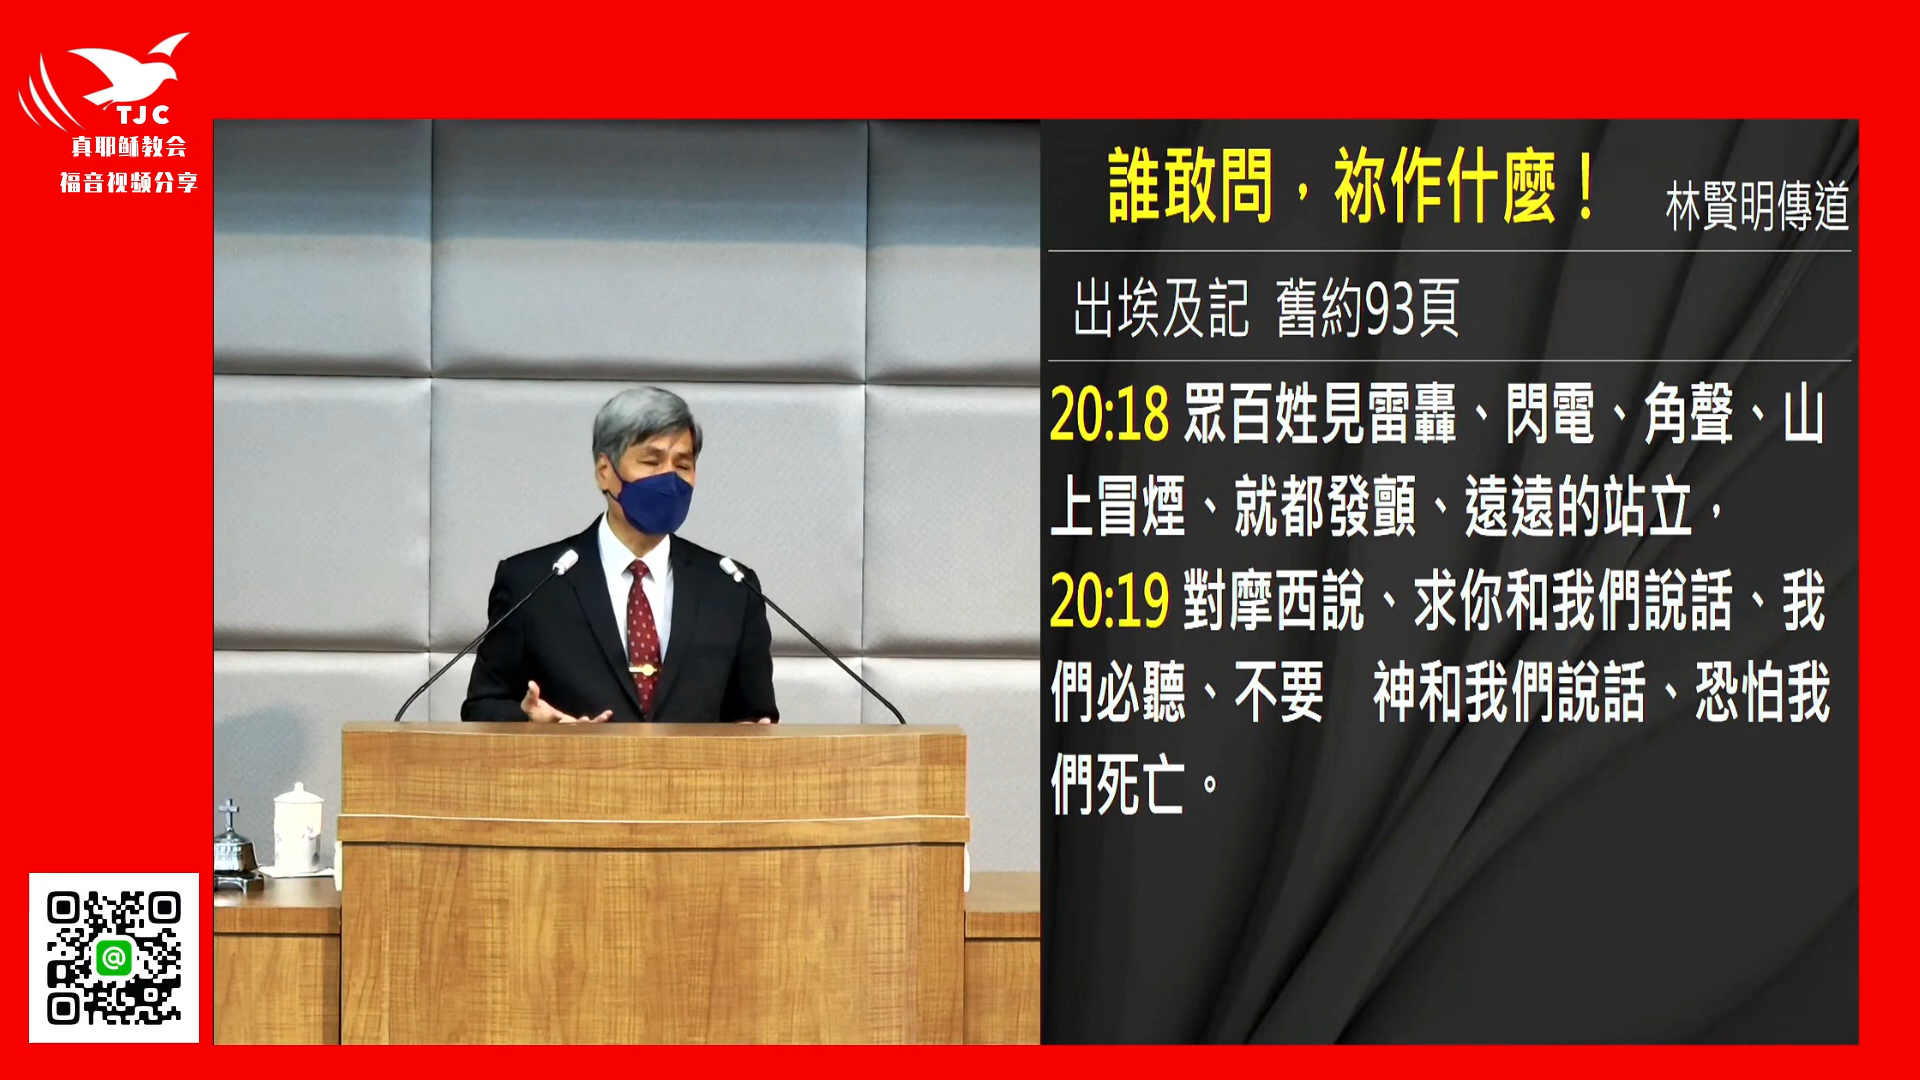 TJC
真耶稣教会
福音视频分享
誰敢問，祢作什麼！
林賢明傳道
出埃及記 舊約93頁
20:18 眾百姓見雷轟、閃電、角聲、山
上冒煙、就都發顫、遠遠的站立，
20:19 對摩西說、求你和我們說話、我
們必聽、不要　神和我們說話、恐怕我
們死亡。
@